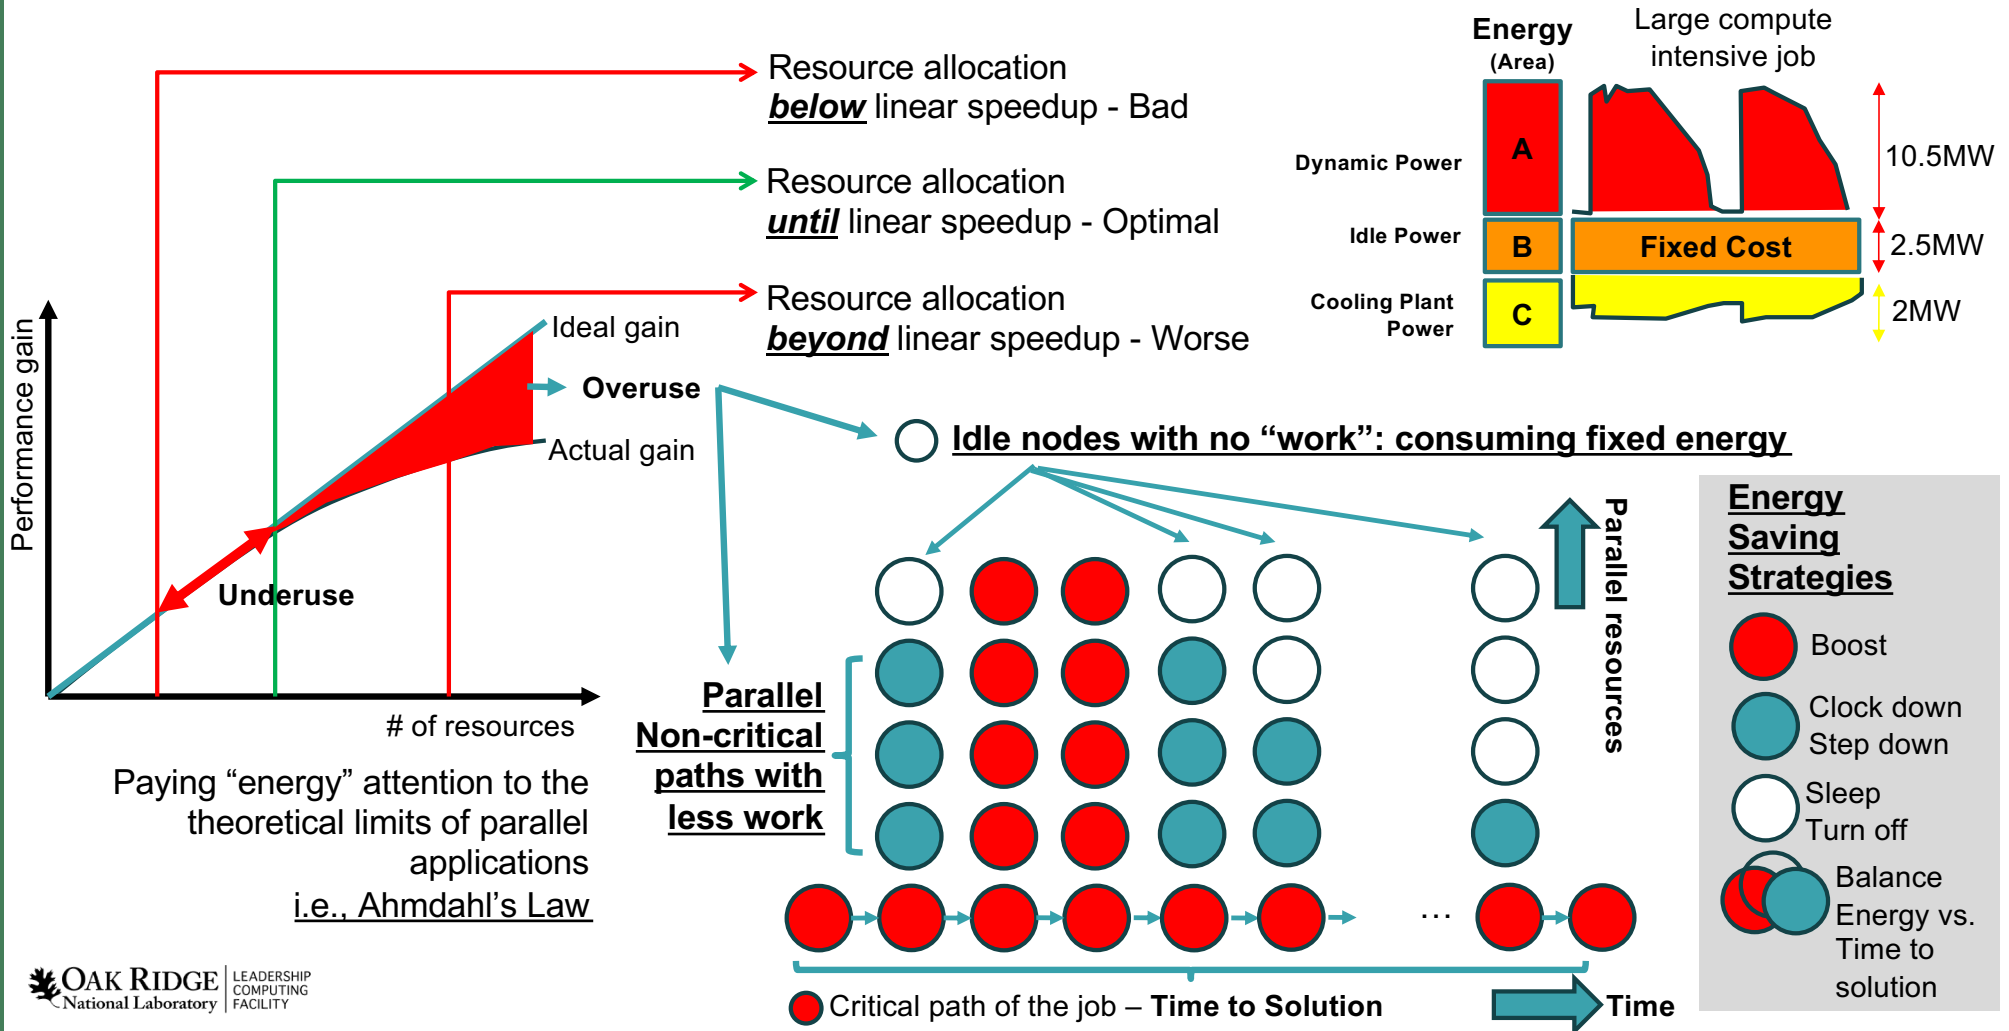 Resource allocation
below linear speedup - Bad
Resource allocation
until linear speedup - Optimal
Resource allocation
beyond linear speedup - Worse
Performance gain
Ideal gain
Overuse
Actual gain
Underuse
# of resources
Paying “energy” attention to the
theoretical limits of parallel
applications
i.e., Ahmdahl’s Law
Energy
(Area)
Large compute
intensive job
Dynamic Power
A
10.5MW
Idle Power
B
Fixed Cost
2.5MW
Cooling Plant
Power
C
2MW
Idle nodes with no “work”: consuming fixed energy
Parallel
Non-critical
paths with
less work
Parallel resources
...
Critical path of the job – Time to Solution
Time
Energy
Saving
Strategies
Boost
Clock down
Step down
Sleep
Turn off
Balance
Energy vs.
Time to
solution
OAK RIDGE
National Laboratory
LEADERSHIP
COMPUTING
FACILITY